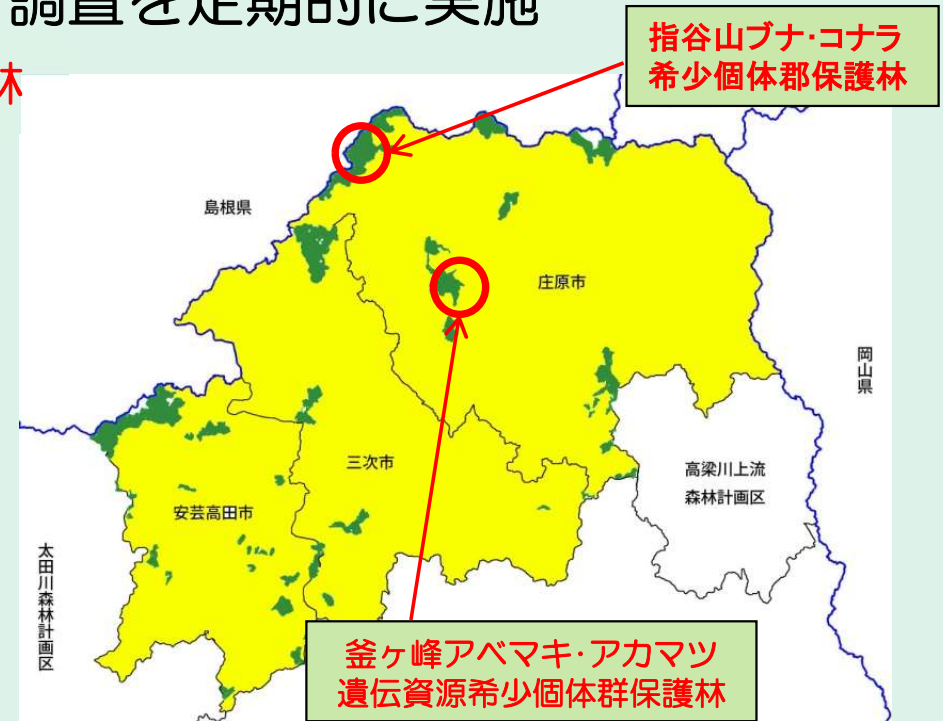 調査を定期的に実施
林
指谷山ブナ・コナラ
希少個体郡保護林
島根県
庄原市
岡山県
三次市
高梁川上流
森林計画区
安芸高田市
太田川森林計画区
釜ヶ峰アベマキ・アカマツ
遺伝資源希少個体群保護林